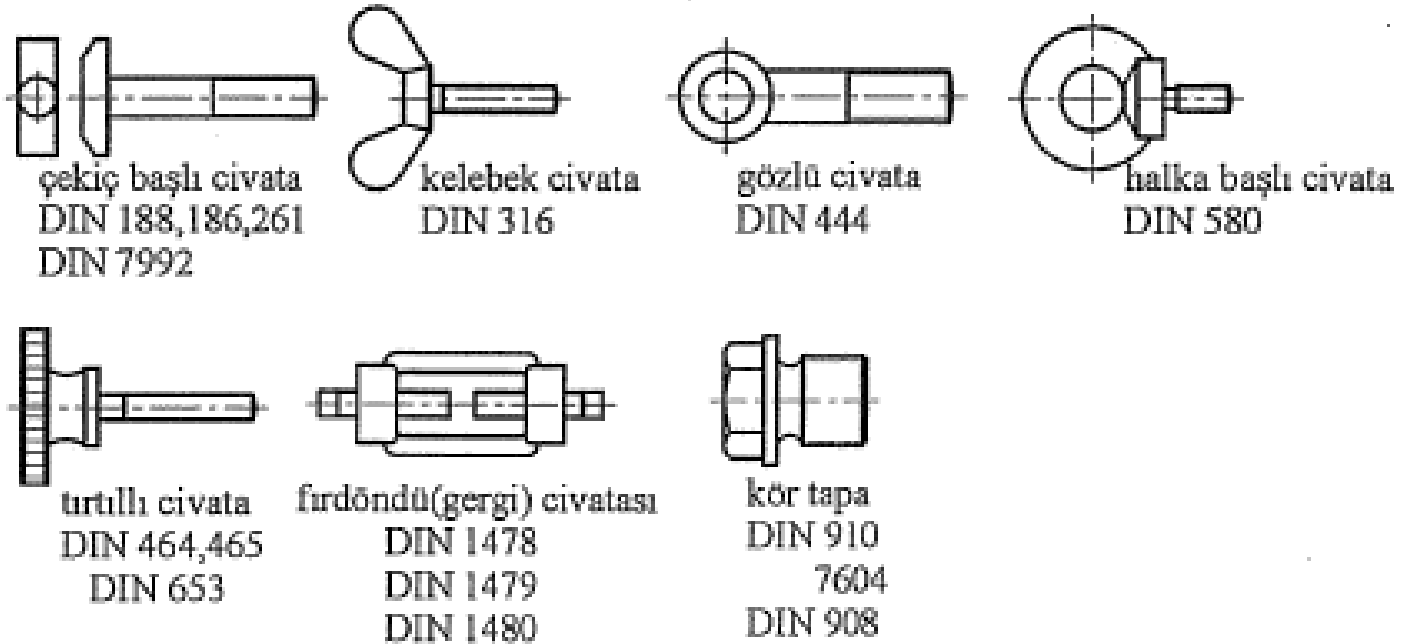 çekiç başlı civata
DIN 188,186,261
DIN 7992
kelebek civata
DIN 316
gözlü civata
DIN 444
halka başlı civata
DIN 580
tırtıllı civata
DIN 464,465
DIN 653
fırdöndü(gergi) civatası
DIN 1478
DIN 1479
DIN 1480
kör tapa
DIN 910
7604
DIN 908